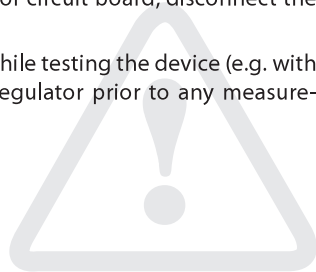 or circuit board, disconnect the
hile testing the device (e.g. with
egulator prior to any measure-